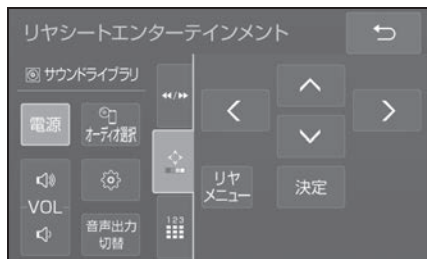 リヤシートエンターテインメント
サウンドライブラリ
電源
オーディオ選択
リヤ
メニュー
決定
VOL
音声出力
切替
123